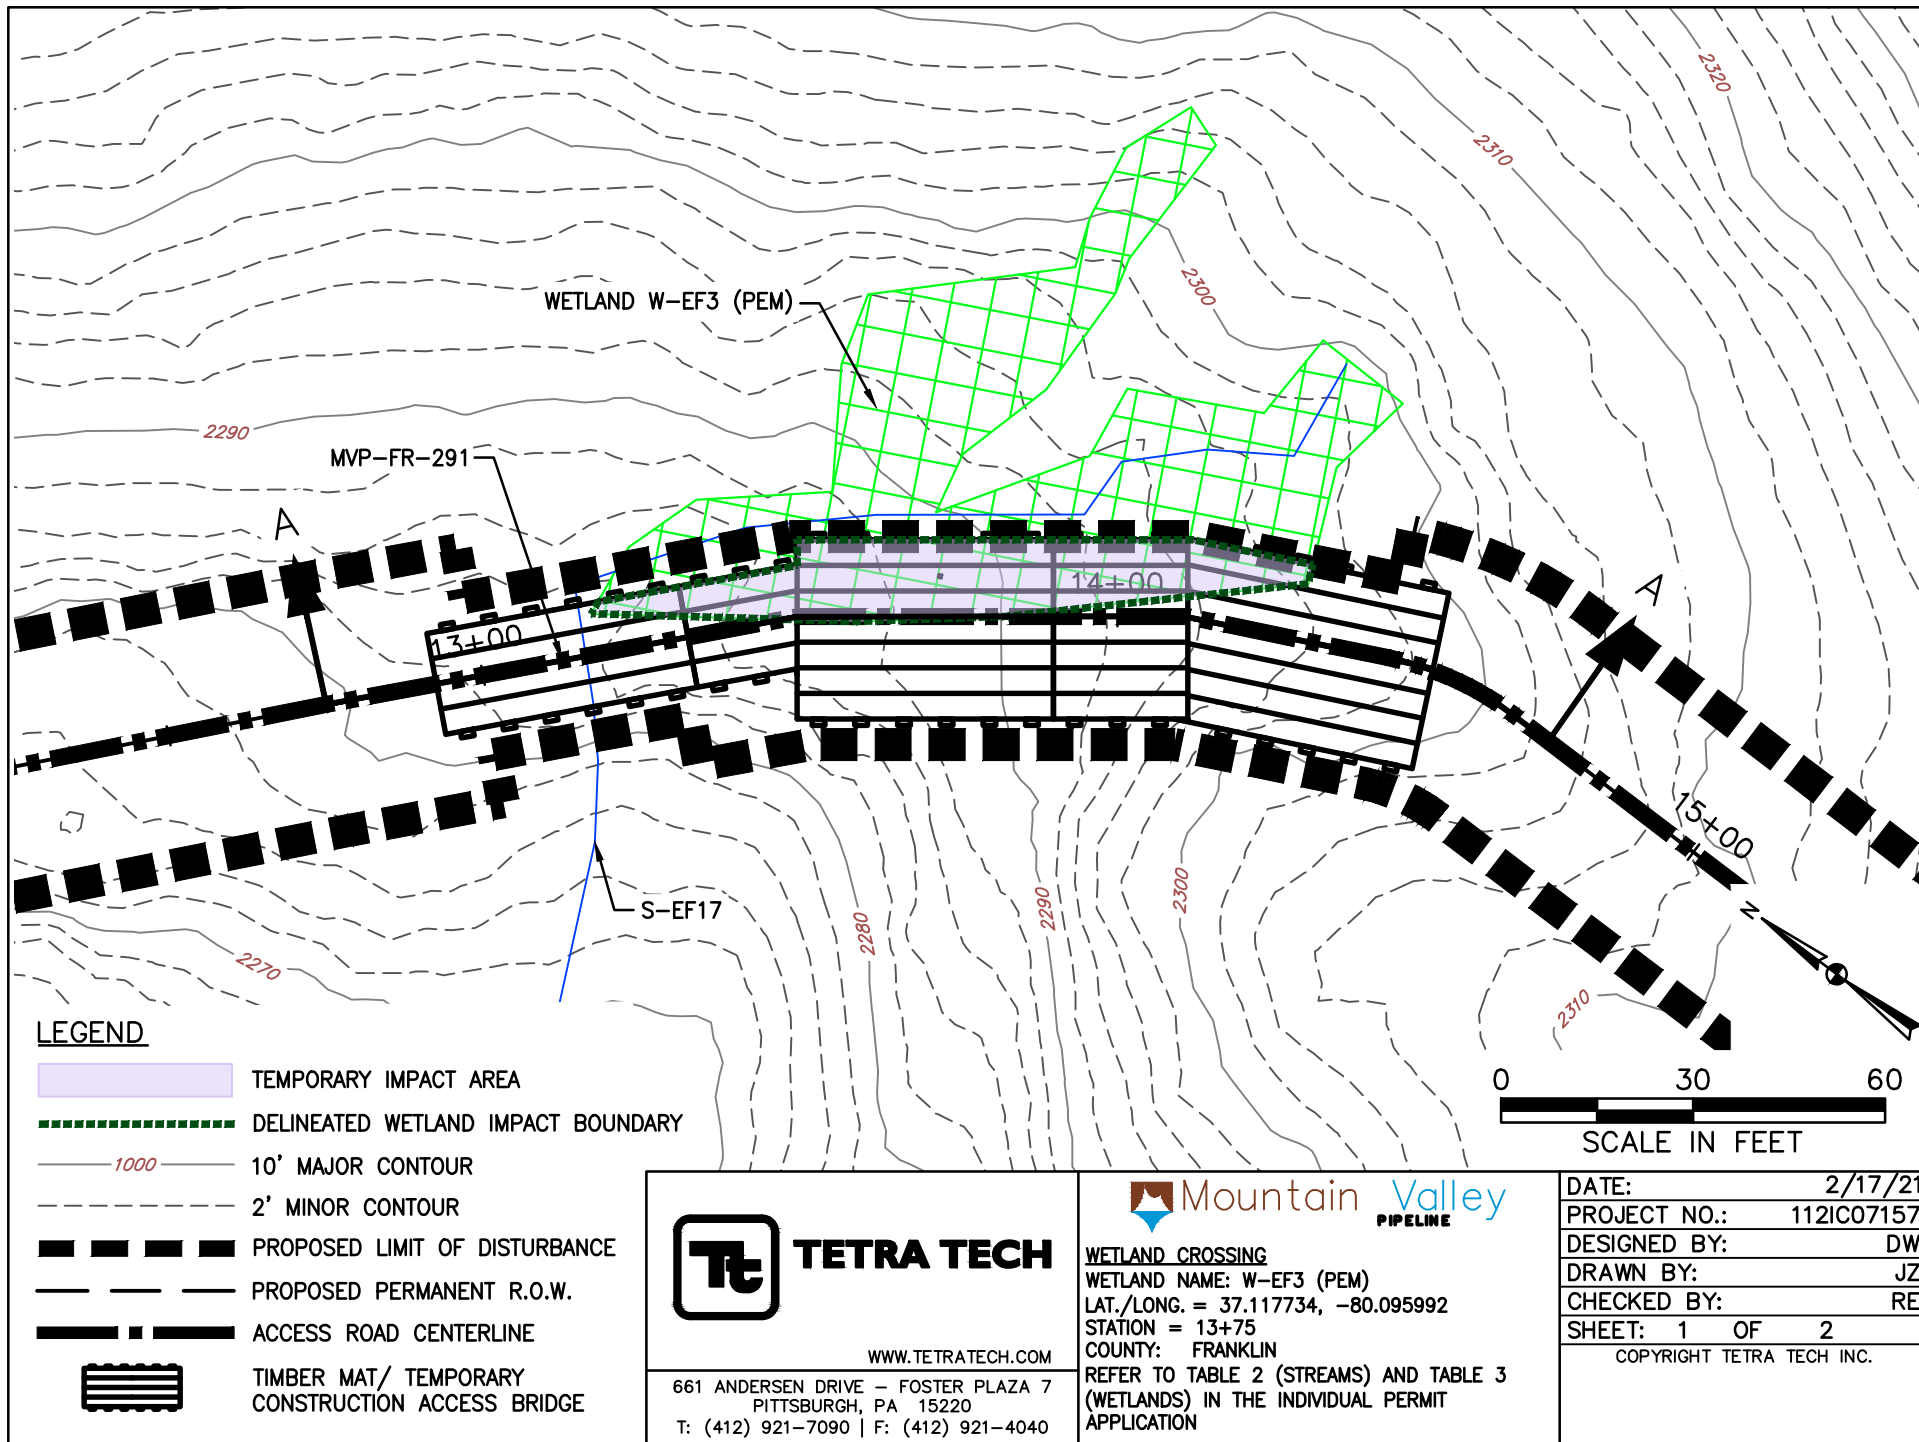 2320
2310
2300
WETLAND W-EF3 (PEM)
2290
MVP-FR-291
A
A
14+00
13+00
15+00
N
S-EF17
2280
2290
2300
2270
2310
LEGEND
TEMPORARY IMPACT AREA
DELINEATED WETLAND IMPACT BOUNDARY
1000
10' MAJOR CONTOUR
2' MINOR CONTOUR
PROPOSED LIMIT OF DISTURBANCE
PROPOSED PERMANENT R.O.W.
ACCESS ROAD CENTERLINE
TIMBER MAT/ TEMPORARY
CONSTRUCTION ACCESS BRIDGE
0 30 60
SCALE IN FEET
Tt TETRA TECH
WWW.TETRATECH.COM
661 ANDERSEN DRIVE – FOSTER PLAZA 7
PITTSBURGH, PA 15220
T: (412) 921-7090 | F: (412) 921-4040
Mountain Valley
PIPELINE
WETLAND CROSSING
WETLAND NAME: W-EF3 (PEM)
LAT./LONG. = 37.117734, -80.095992
STATION = 13+75
COUNTY: FRANKLIN
REFER TO TABLE 2 (STREAMS) AND TABLE 3
(WETLANDS) IN THE INDIVIDUAL PERMIT
APPLICATION
DATE: 2/17/21
PROJECT NO.: 112IC07157
DESIGNED BY: DW
DRAWN BY: JZ
CHECKED BY: RE
SHEET: 1 OF 2
COPYRIGHT TETRA TECH INC.